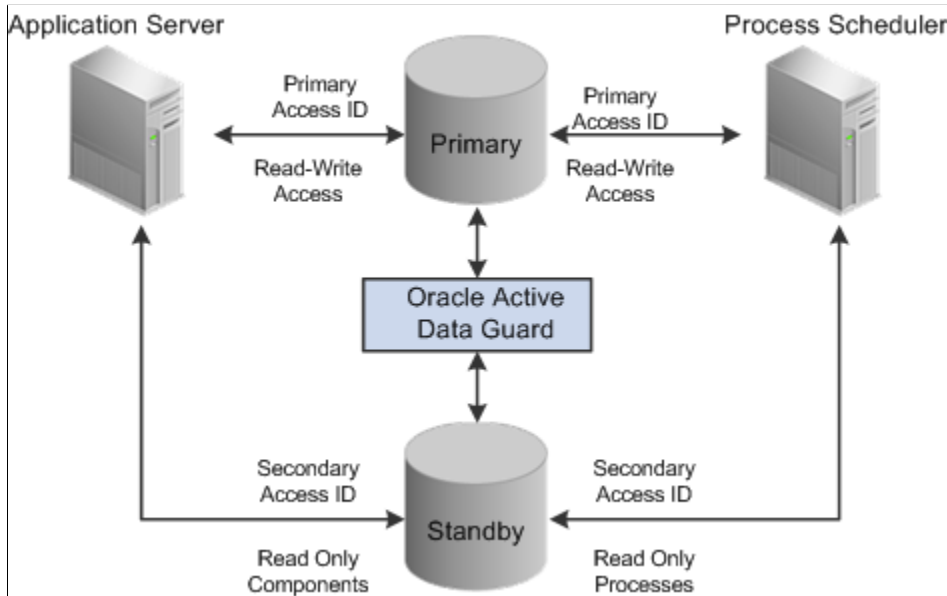 Application Server
Process Scheduler
Primary
Access ID
Read-Write
Access
Primary
Primary
Access ID
Read-Write
Access
Oracle Active
Data Guard
Secondary
Access ID
Read Only
Components
Standby
Secondary
Access ID
Read Only
Processes